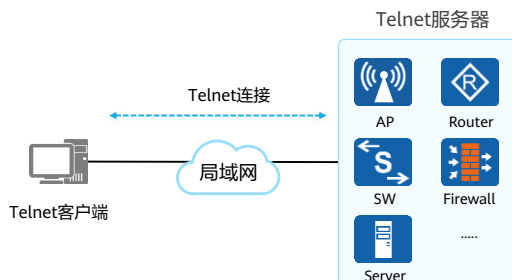 Telnet服务器
Telnet连接
AP
Router
R
局域网
S
SW
Firewall
Telnet客户端
.....
Server